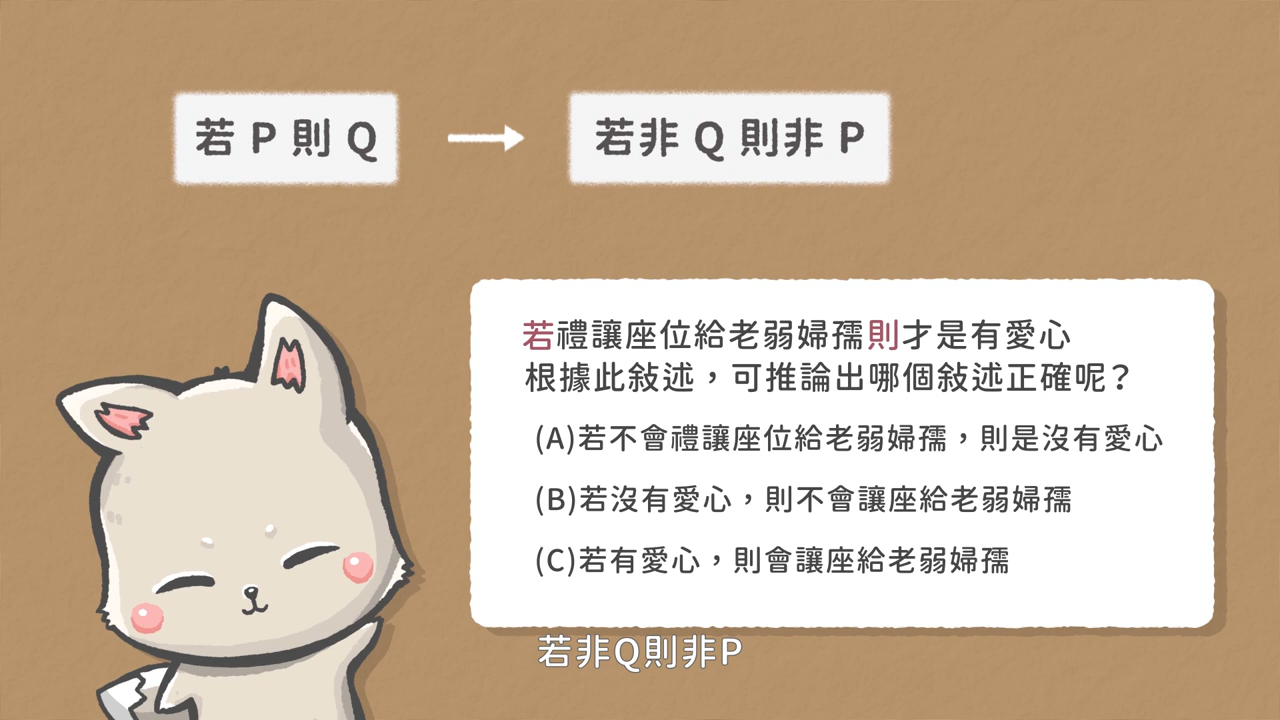 若 P 則 Q
若非 Q 則非 P
若禮讓座位給老弱婦孺則才是有愛心
根據此敍述，可推論出哪個敍述正確呢？
(A)若不會禮讓座位給老弱婦孺，則是沒有愛心
(B)若沒有愛心，則不會讓座給老弱婦孺
(C)若有愛心，則會讓座給老弱婦孺
若非Q則非P